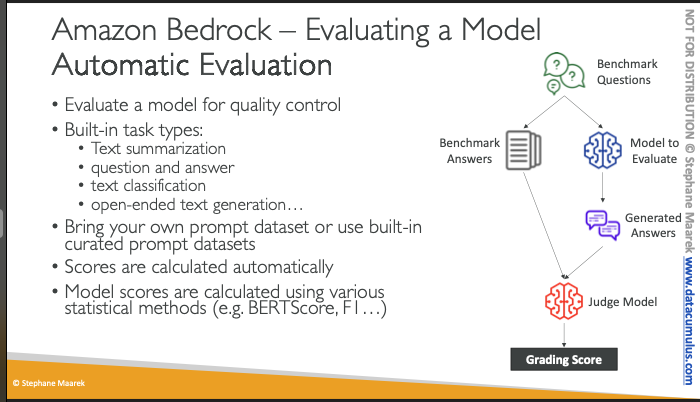 Amazon Bedrock – Evaluating a Model
Automatic Evaluation
• Evaluate a model for quality control
• Built-in task types:
• Text summarization
• question and answer
• text classification
• open-ended text generation…
• Bring your own prompt dataset or use built-in
curated prompt datasets
• Scores are calculated automatically
• Model scores are calculated using various
statistical methods (e.g. BERTScore, F1…)
Benchmark
Questions
Benchmark
Answers
Model to
Evaluate
Generated
Answers
Judge Model
Grading Score
© Stephane Maarek
NOT FOR DISTRIBUTION © Stephane Maarek www.datacumulus.com